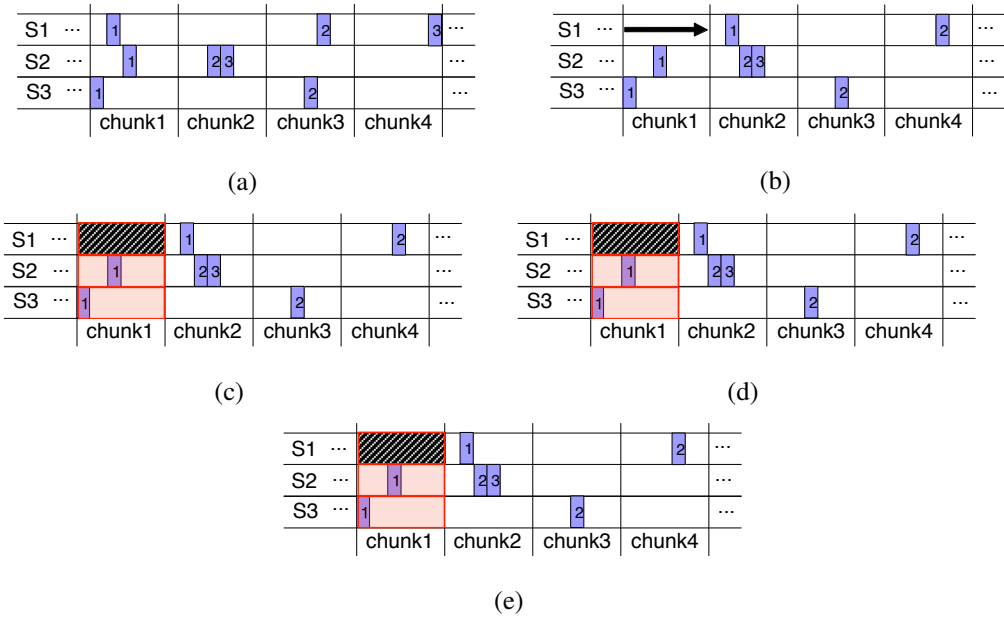 S1 ... 1 2 3 ...
S2 ... 1 2 3 ...
S3 ... 1 2 ...
chunk1 chunk2 chunk3 chunk4
(a)
S1 ... 1 2 ...
S2 ... 1 2 3 ...
S3 ... 1 2 ...
chunk1 chunk2 chunk3 chunk4
(b)
S1 ... 1 2 ...
S2 ... 1 2 3 ...
S3 ... 1 2 ...
chunk1 chunk2 chunk3 chunk4
(c)
S1 ... 1 2 ...
S2 ... 1 2 3 ...
S3 ... 1 2 ...
chunk1 chunk2 chunk3 chunk4
(d)
S1 ... 1 2 ...
S2 ... 1 2 3 ...
S3 ... 1 2 ...
chunk1 chunk2 chunk3 chunk4
(e)